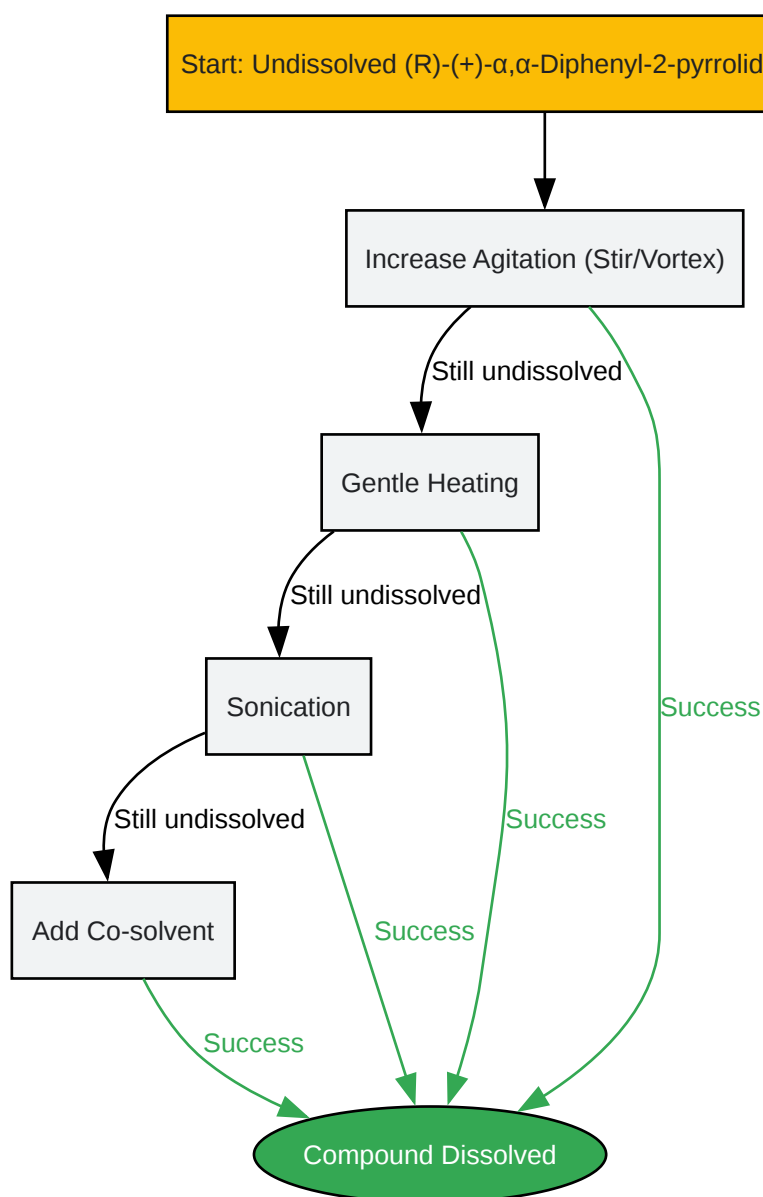 Start: Undissolved (R)-(+)-α,α-Diphenyl-2-pyrrolid
Increase Agitation (Stir/Vortex)
Still undissolved
Gentle Heating
Still undissolved
Sonication
Success
Still undissolved
Success
Add Co-solvent
Success
Success
Compound Dissolved